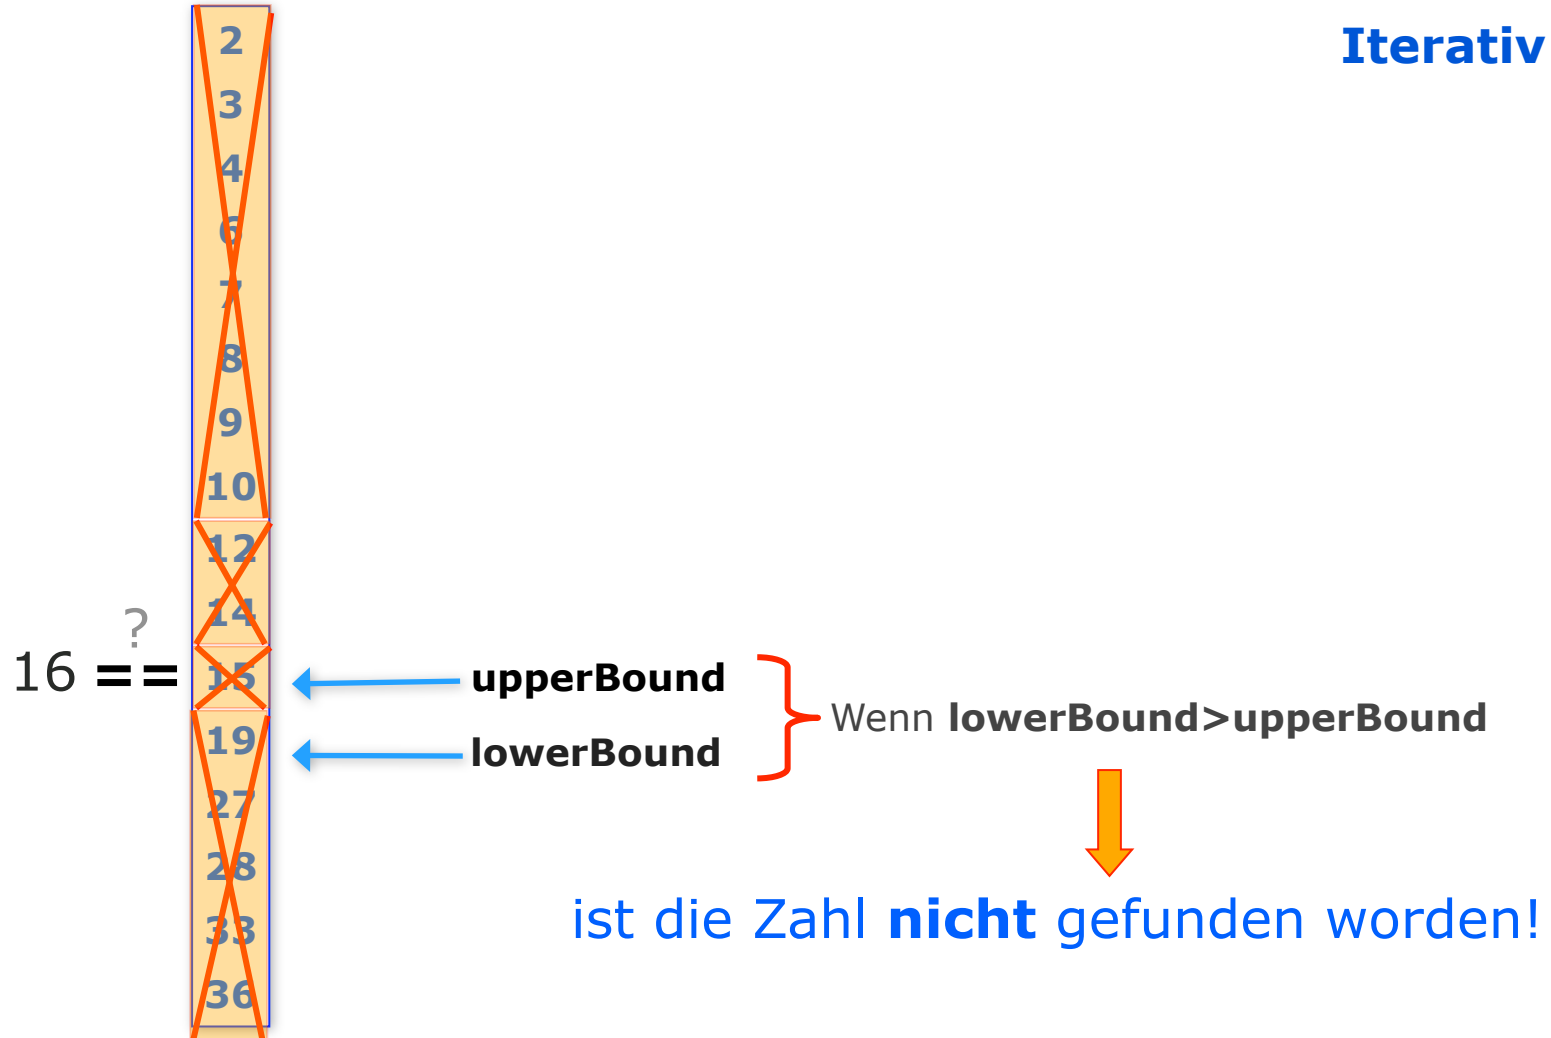 Iterativ
2
3
4
6
7
8
9
10
12
14
?
16 == 15
19
27
28
33
36
upperBound
lowerBound
Wenn lowerBound>upperBound
ist die Zahl nicht gefunden worden!